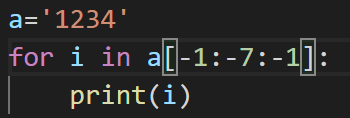 a='1234'
for i in a[-1:-7:-1]:
    print(i)